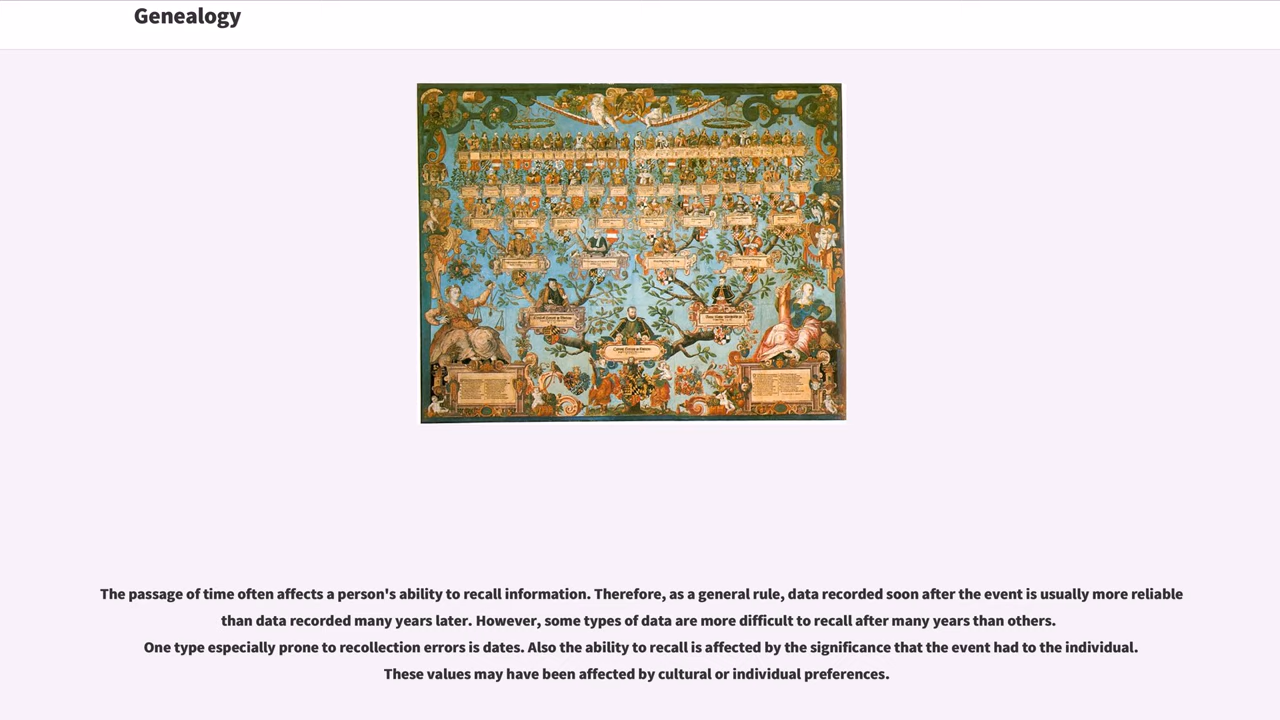 Genealogy
The passage of time often affects a person's ability to recall information. Therefore, as a general rule, data recorded soon after the event is usually more reliable
than data recorded many years later. However, some types of data are more difficult to recall after many years than others.
One type especially prone to recollection errors is dates. Also the ability to recall is affected by the significance that the event had to the individual.
These values may have been affected by cultural or individual preferences.